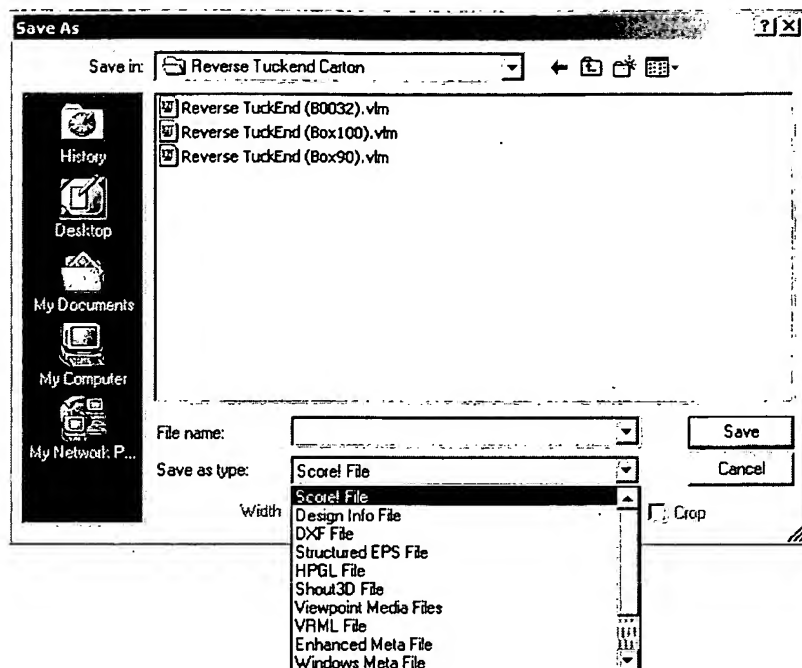 Save As
Save in: Reverse Tuckend Carton
Reverse TuckEnd (B0032).vlm
Reverse TuckEnd (Box100).vlm
Reverse TuckEnd (Box90).vlm
History
Desktop
My Documents
My Computer
My Network P...
File name:
Save
Save as type: Score! File
Cancel
Width
Crop
Score! File
Design Info File
DXF File
Structured EPS File
HPGL File
Shout3D File
Viewpoint Media Files
VRML File
Enhanced Meta File
Windows Meta File